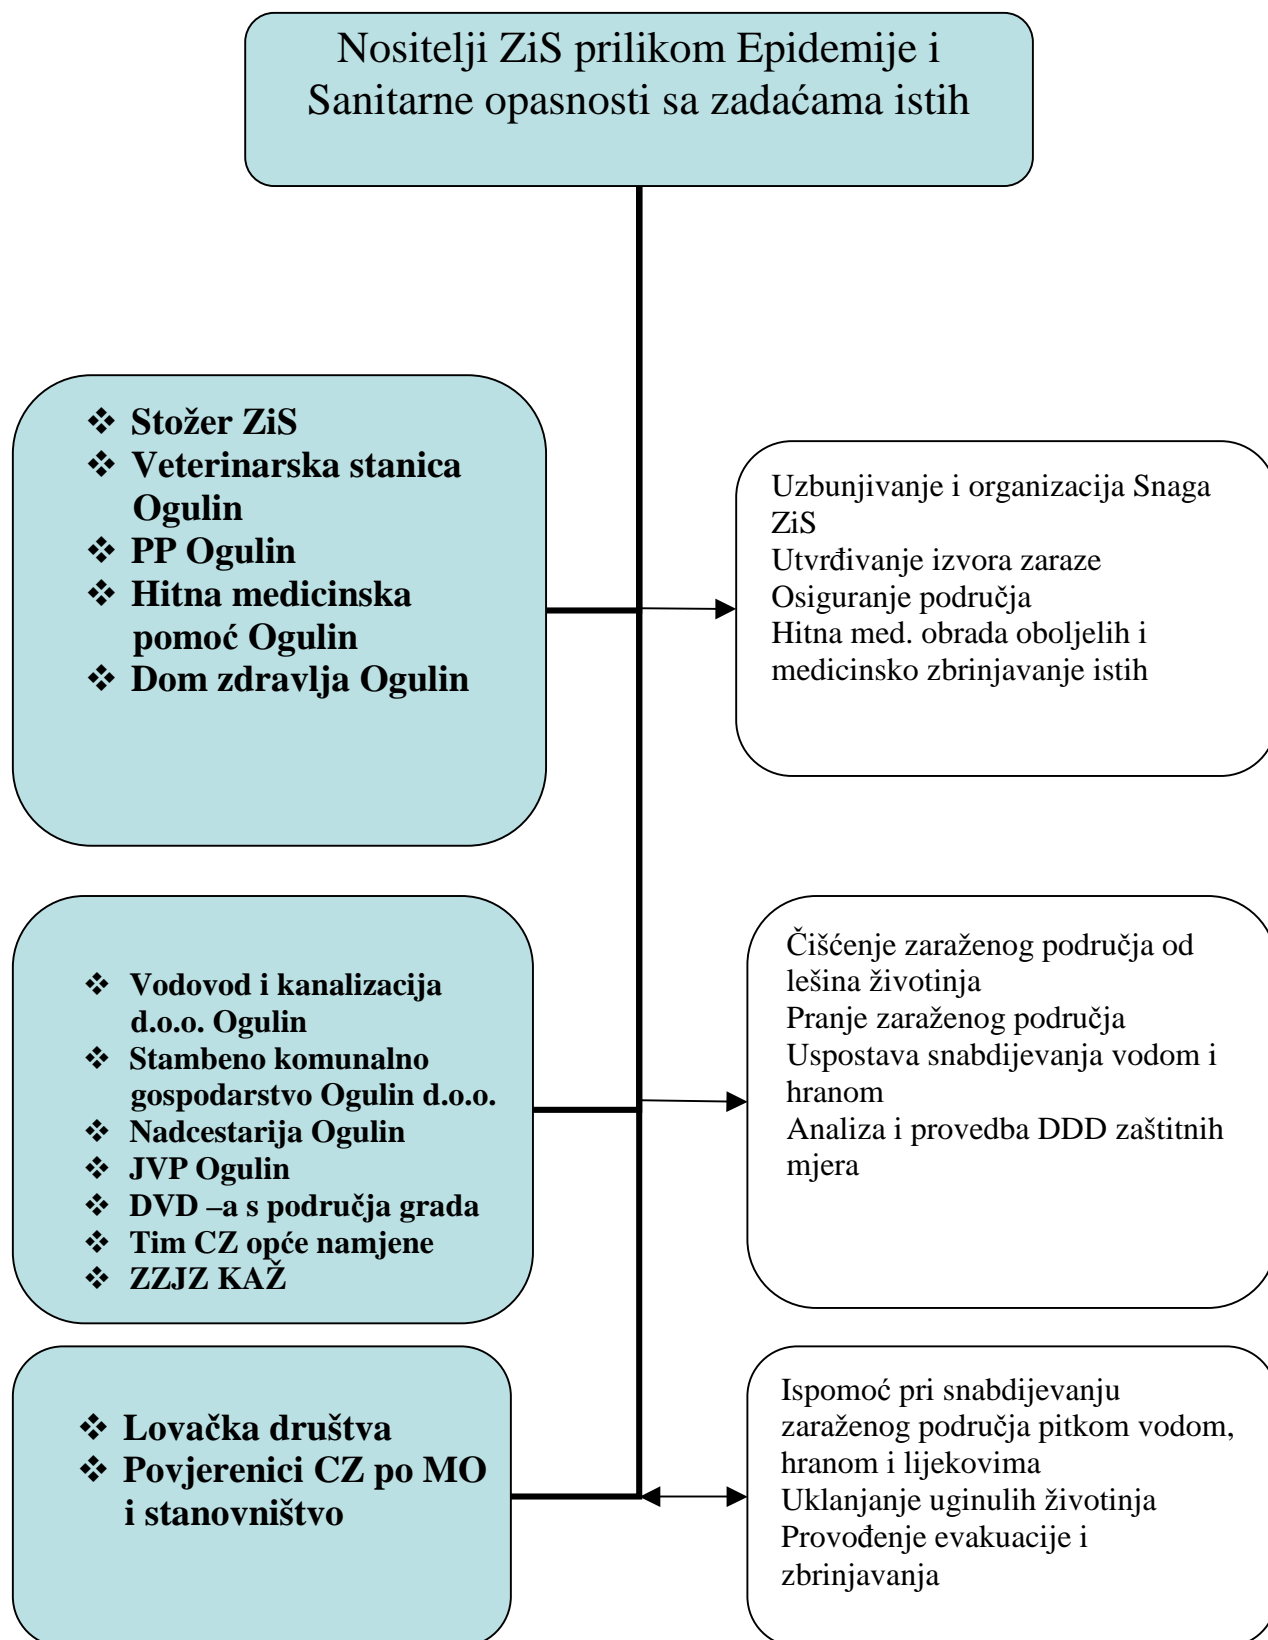 Nositelji ZiS prilikom Epidemije i
Sanitarne opasnosti sa zadaćama istih
❖ Stožer ZiS
❖ Veterinarska stanica
Ogulin
❖ PP Ogulin
❖ Hitna medicinska
pomoć Ogulin
❖ Dom zdravlja Ogulin
Uzbunjivanje i organizacija Snaga
ZiS
Utvrđivanje izvora zaraze
Osiguranje područja
Hitna med. obrada oboljelih i
medicinsko zbrinjavanje istih
❖ Vodovod i kanalizacija
d.o.o. Ogulin
❖ Stambeno komunalno
gospodarstvo Ogulin d.o.o.
❖ Nadcestarija Ogulin
❖ JVP Ogulin
❖ DVD –a s područja grada
❖ Tim CZ opće namjene
❖ ZZJZ KAŽ
Čišćenje zaraženog područja od
lešina životinja
Pranje zaraženog područja
Uspostava snabdijevanja vodom i
hranom
Analiza i provedba DDD zaštitnih
mjera
❖ Lovačka društva
❖ Povjerenici CZ po MO
i stanovništvo
Ispomoć pri snabdijevanju
zaraženog područja pitkom vodom,
hranom i lijekovima
Uklanjanje uginulih životinja
Provođenje evakuacije i
zbrinjavanja